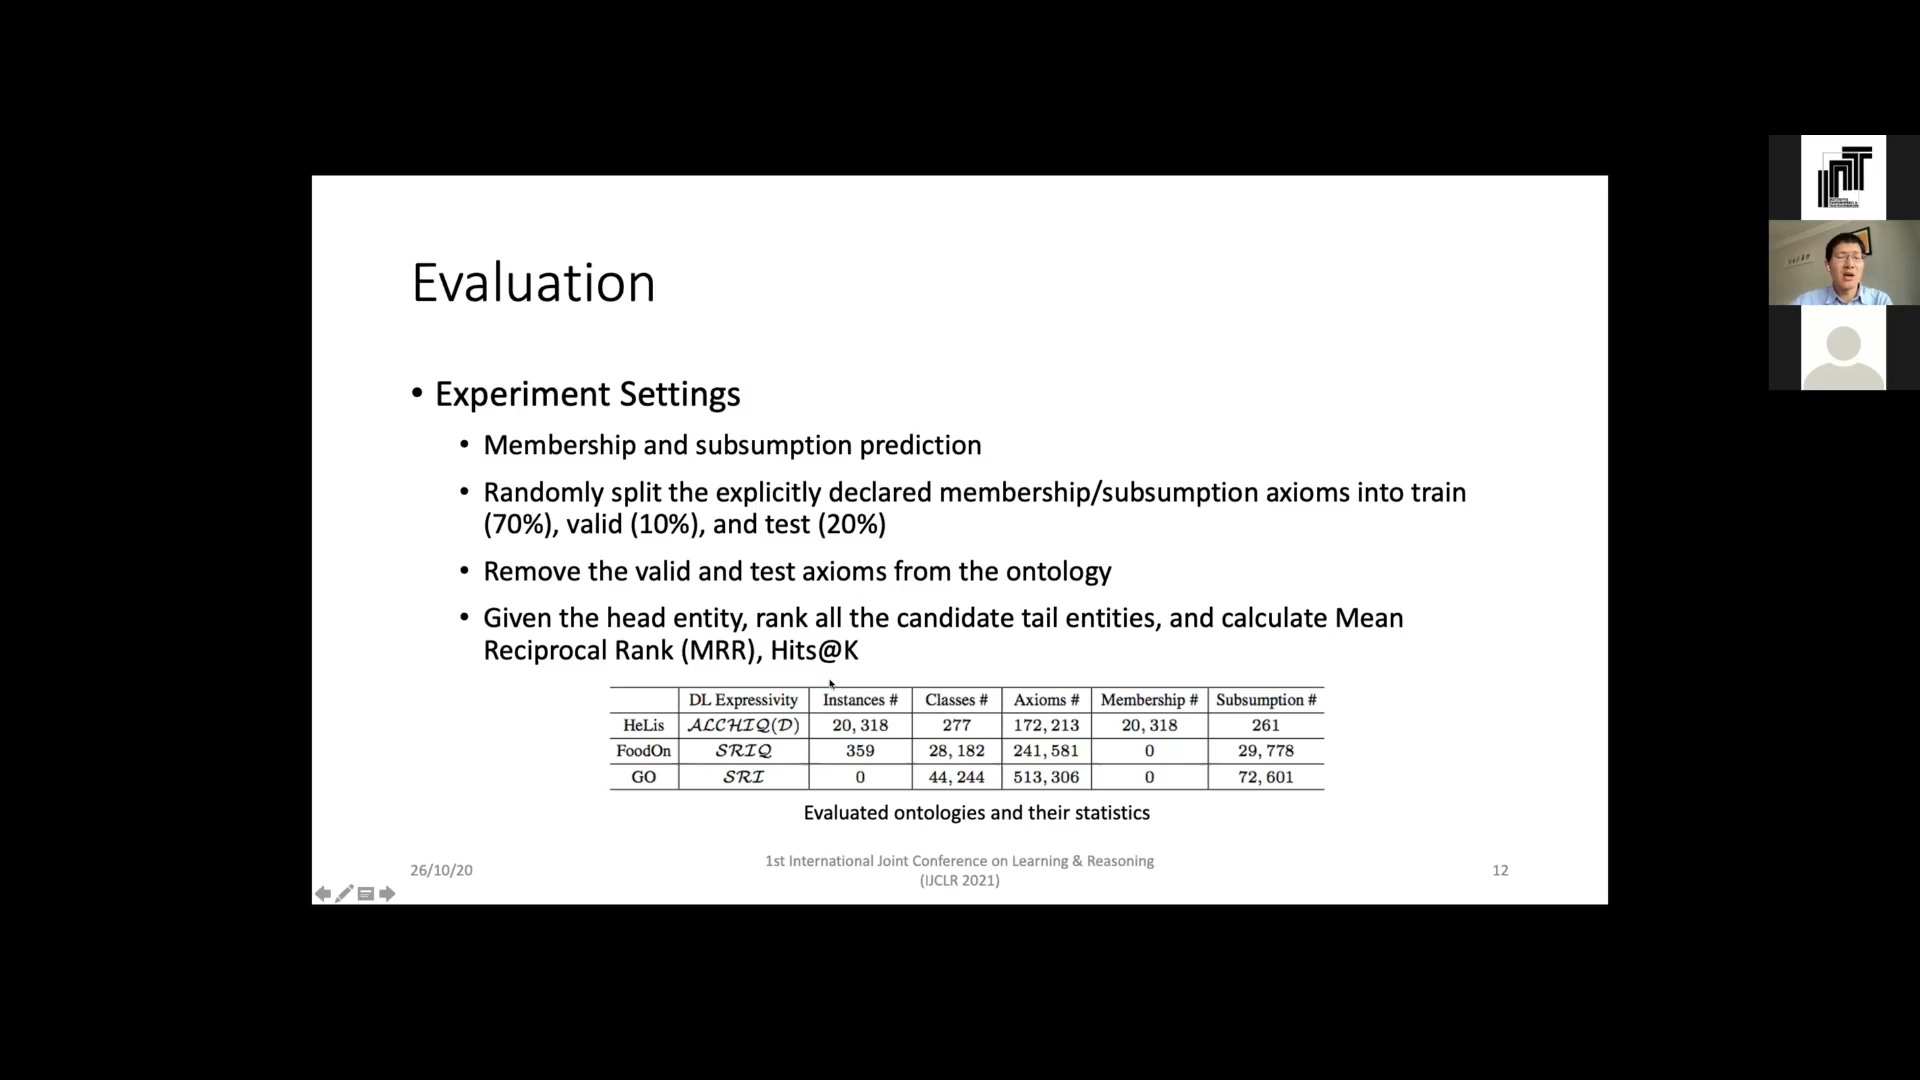 Evaluation
• Experiment Settings
• Membership and subsumption prediction
• Randomly split the explicitly declared membership/subsumption axioms into train
(70%), valid (10%), and test (20%)
• Remove the valid and test axioms from the ontology
• Given the head entity, rank all the candidate tail entities, and calculate Mean
Reciprocal Rank (MRR), Hits@K
DL Expressivity Instances # Classes # Axioms # Membership # Subsumption #
HeLis ALCHIQ(D) 20, 318 277 172, 213 20, 318 261
FoodOn SRIQ 359 28, 182 241, 581 0 29, 778
GO SRI 0 44, 244 513, 306 0 72, 601
Evaluated ontologies and their statistics
26/10/20
1st International Joint Conference on Learning & Reasoning
(IJCLR 2021)
12